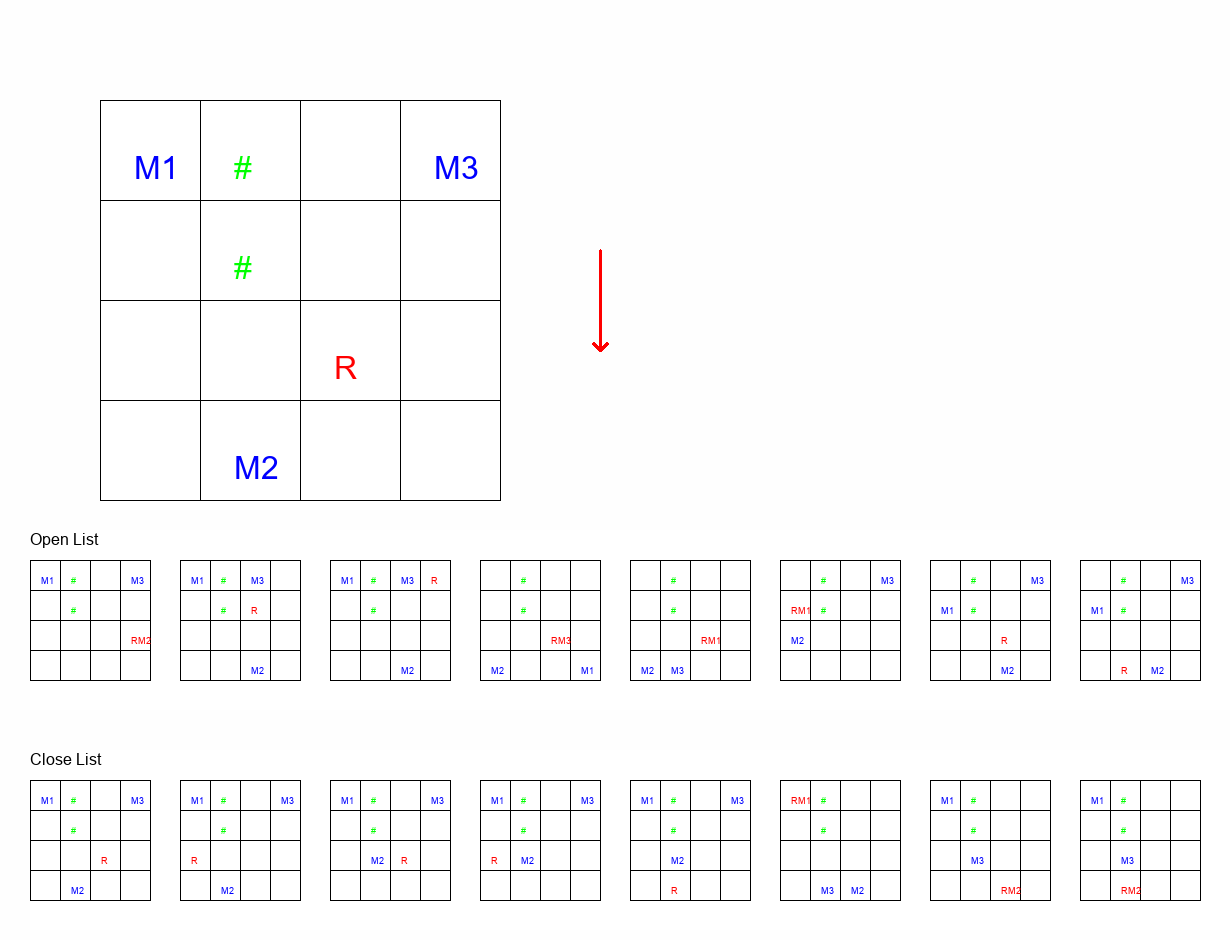 M1 # M3
#
R
M2
Open List
M1 # M3 M1 # M3 M1 # M3 R # # # M3 # M3 # M3
# # R # # # RM1 # M1 # M1 #
RM2 RM3 RM1 M2 R
M2 M2 M2 M1 M2 M3 M2 R M2
Close List
M1 # M3 M1 # M3 M1 # M3 M1 # M3 M1 # M3 RM1 # M1 # M1 #
# # # # # # # #
R R M2 R R M2 M2 M3 M3
M2 M2 R M3 M2 RM2 RM2